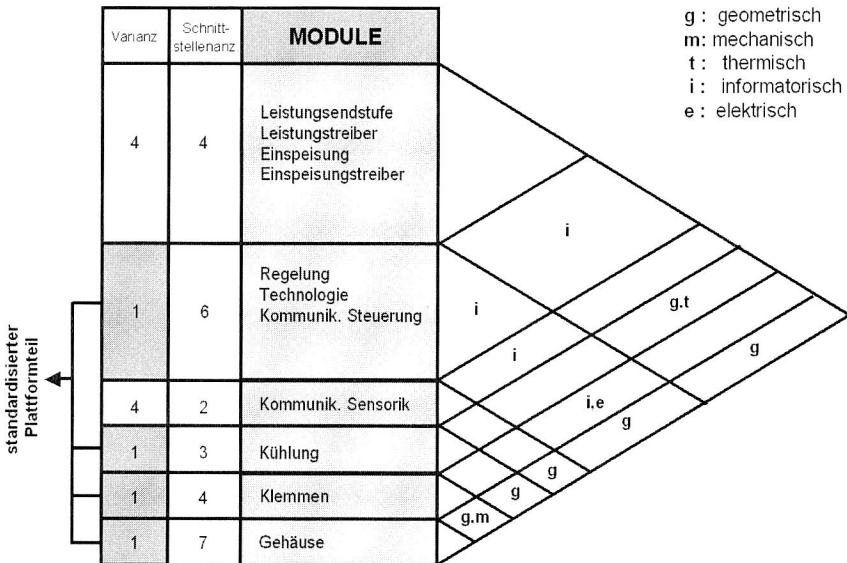 Varianz
Schnitt-
stellenanz
MODULE
g : geometrisch
m: mechanisch
t : thermisch
i : informatorisch
e : elektrisch
4
4
Leistungsendstufe
Leistungstreiber
Einspeisung
Einspeisungstreiber
i
standardisierter
Plattformteil
1
6
Regelung
Technologie
Kommunik. Steuerung
i
g.t
i
g
4
2
Kommunik. Sensorik
i,e
g
1
3
Kühlung
g
1
4
Klemmen
g
g.m
1
7
Gehäuse